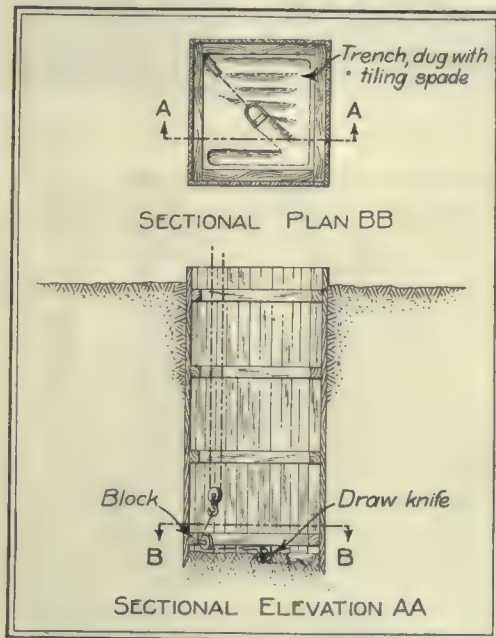 Trench, dug with
tiling spade
A A
SECTIONAL PLAN BB
Block
Draw knife
B B
SECTIONAL ELEVATION AA